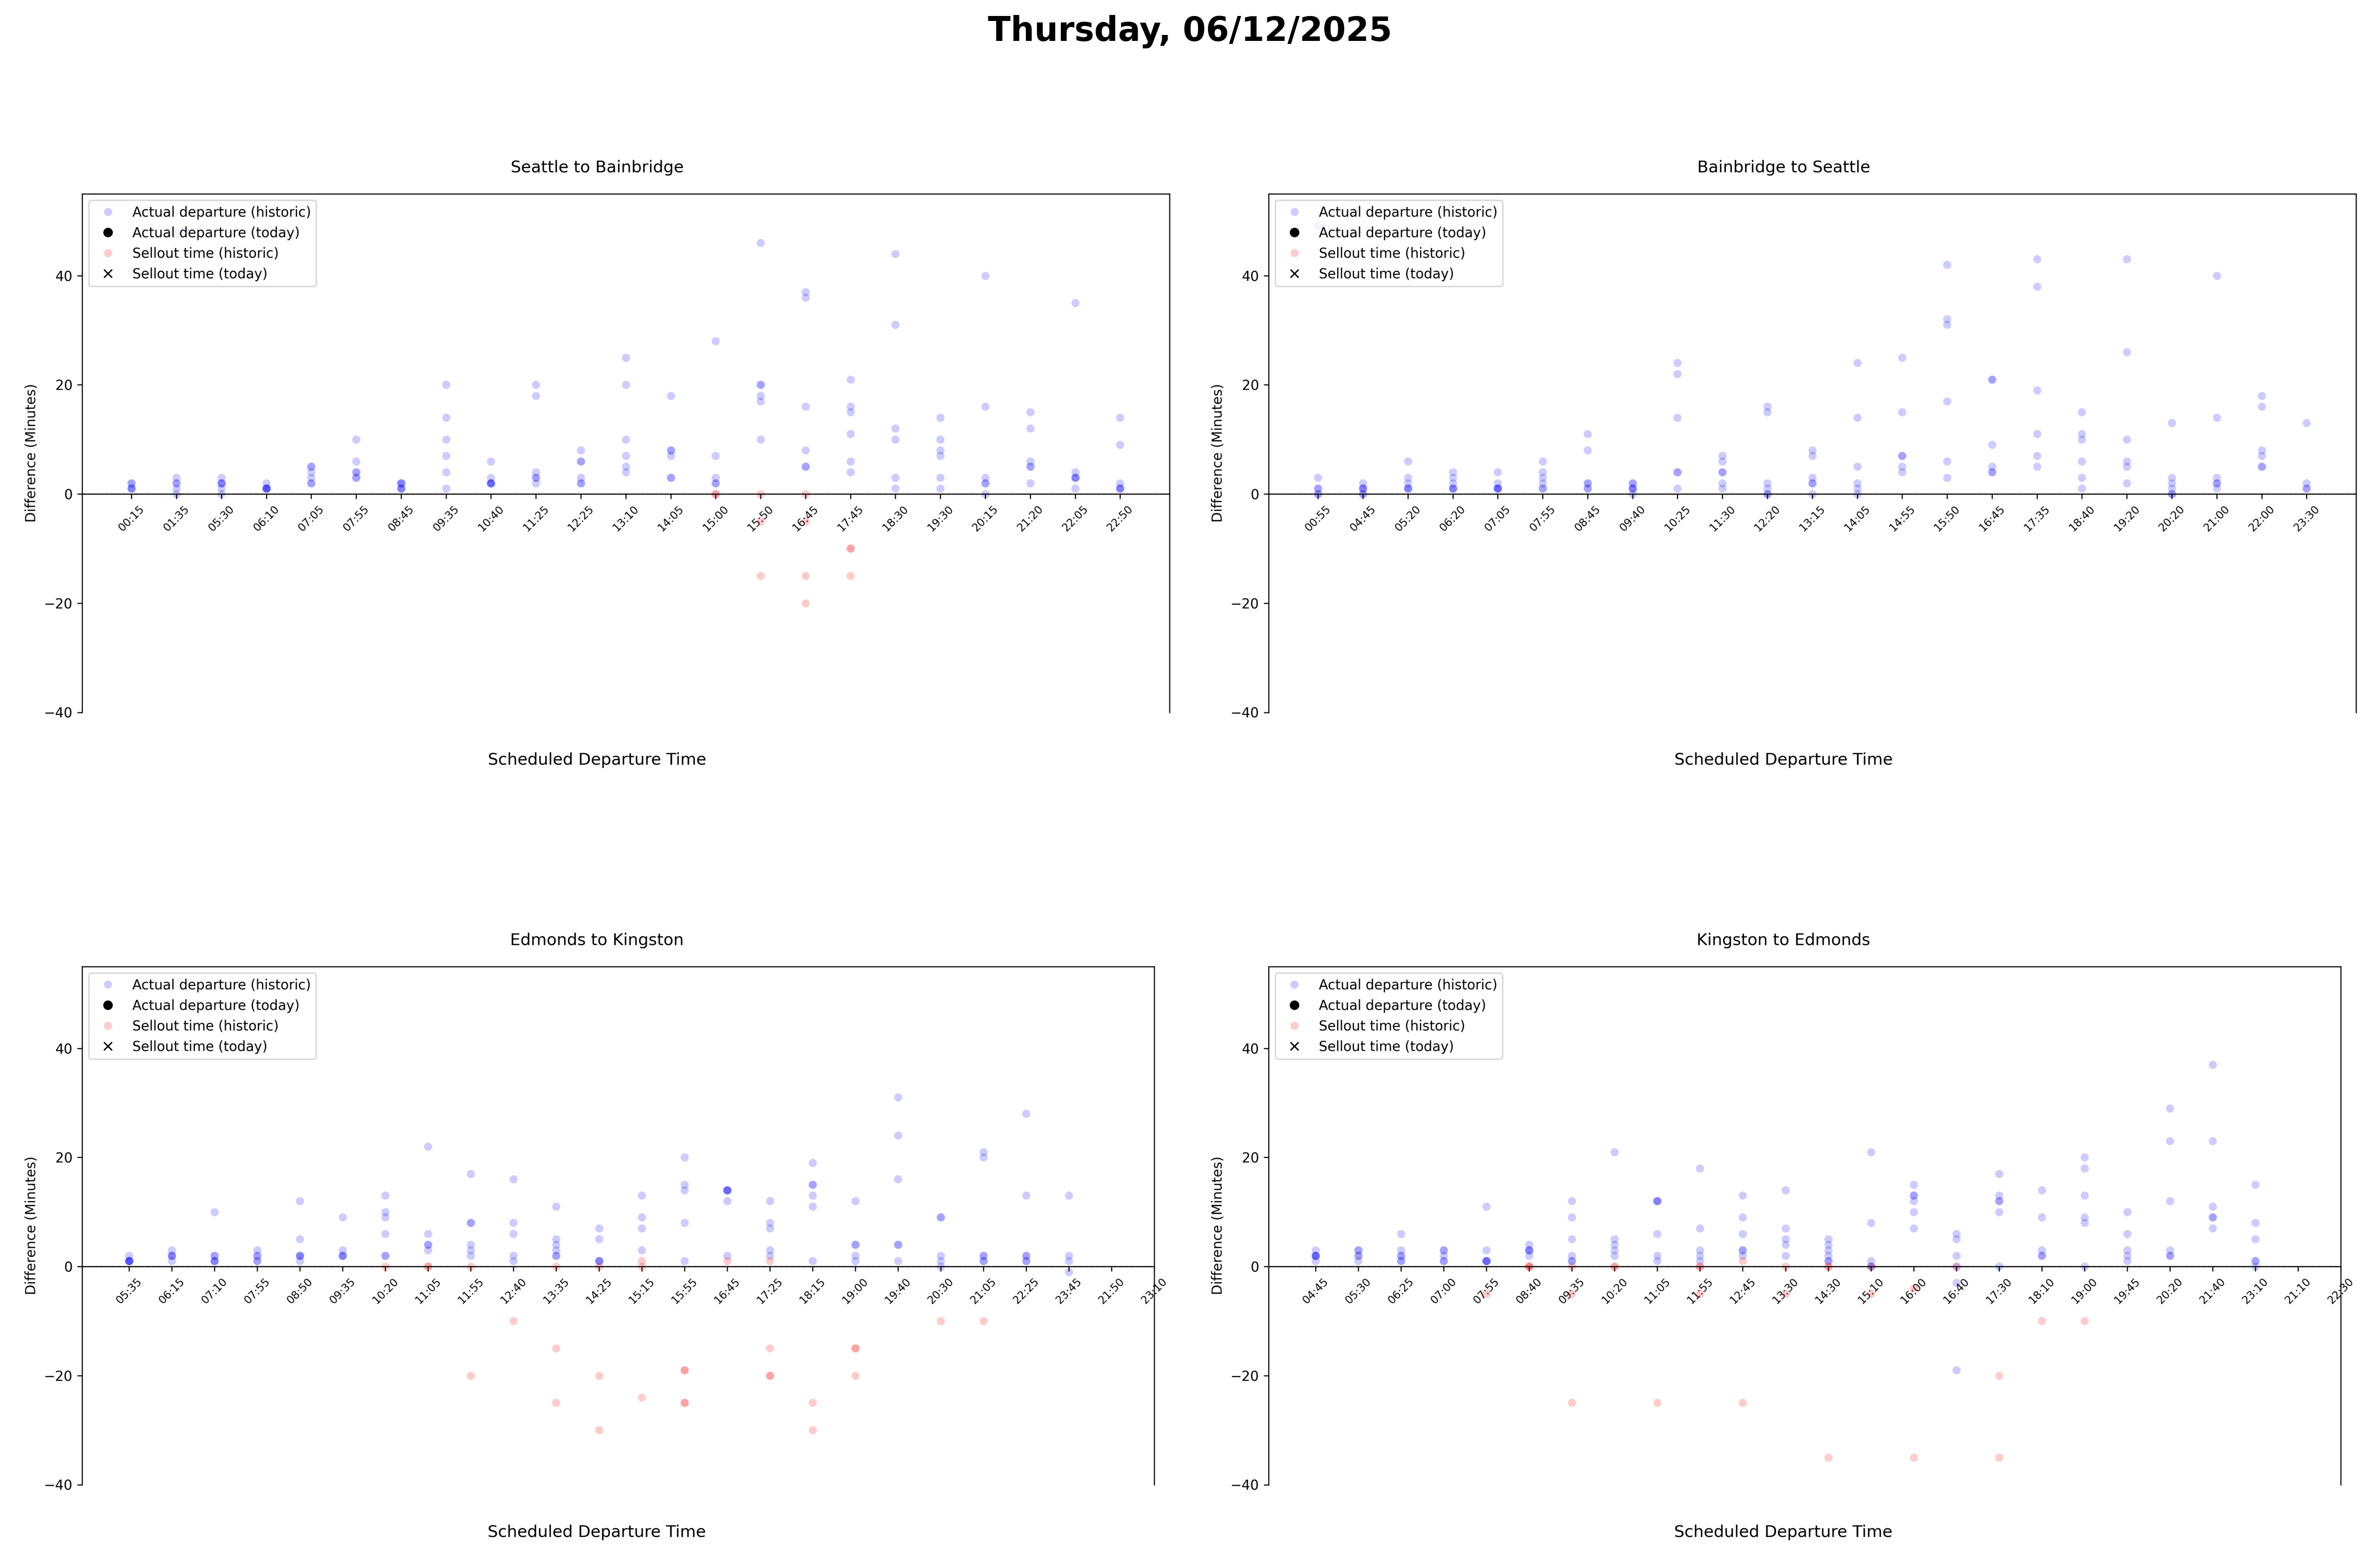 Thursday, 06/12/2025
Seattle to Bainbridge
Actual departure (historic)
Actual departure (today)
Sellout time (historic)
Sellout time (today)
Difference (Minutes)
40
20
0
−20
−40
00:15 01:35 05:30 06:10 07:05 07:55 08:45 09:35 10:40 11:25 12:25 13:10 14:05 15:00 15:50 16:45 17:45 18:30 19:30 20:15 21:20 22:05 22:50
Scheduled Departure Time
Bainbridge to Seattle
Actual departure (historic)
Actual departure (today)
Sellout time (historic)
Sellout time (today)
Difference (Minutes)
40
20
0
−20
−40
00:55 04:45 05:20 06:20 07:05 07:55 08:45 09:40 10:25 11:30 12:20 13:15 14:05 14:55 15:50 16:45 17:35 18:40 19:20 20:20 21:00 22:00 23:30
Scheduled Departure Time
Edmonds to Kingston
Actual departure (historic)
Actual departure (today)
Sellout time (historic)
Sellout time (today)
Difference (Minutes)
40
20
0
−20
−40
05:35 06:15 07:10 07:55 08:50 09:35 10:20 11:05 11:55 12:40 13:35 14:25 15:15 15:55 16:45 17:25 18:15 19:00 19:40 20:30 21:05 22:25 23:45 21:50 23:10
Scheduled Departure Time
Kingston to Edmonds
Actual departure (historic)
Actual departure (today)
Sellout time (historic)
Sellout time (today)
Difference (Minutes)
40
20
0
−20
−40
04:45 05:30 06:25 07:00 07:55 08:40 09:35 10:20 11:05 11:55 12:45 13:30 14:30 15:10 16:00 16:40 17:30 18:10 19:00 19:45 20:20 21:40 23:10 21:10 22:30
Scheduled Departure Time